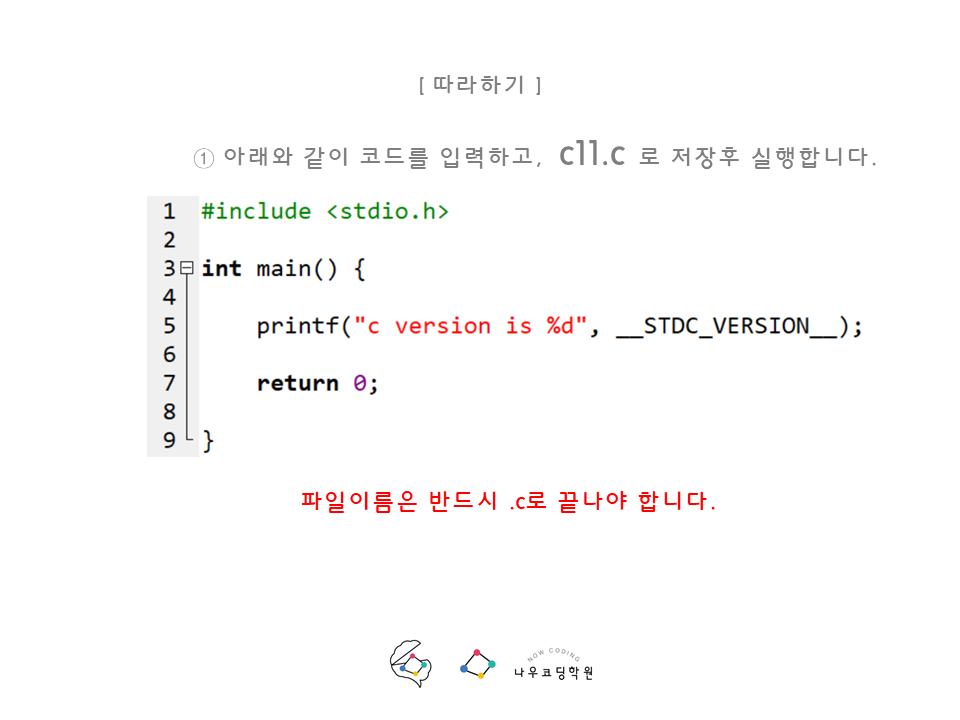 [ 따라하기 ]
① 아래와 같이 코드를 입력하고, c11.c 로 저장후 실행합니다.
1 #include <stdio.h>
2
3 int main() {
4
5 printf("c version is %d", __STDC_VERSION__);
6
7 return 0;
8
9 }
파일이름은 반드시 .c로 끝나야 합니다.
NOW CODING
나우코딩학원